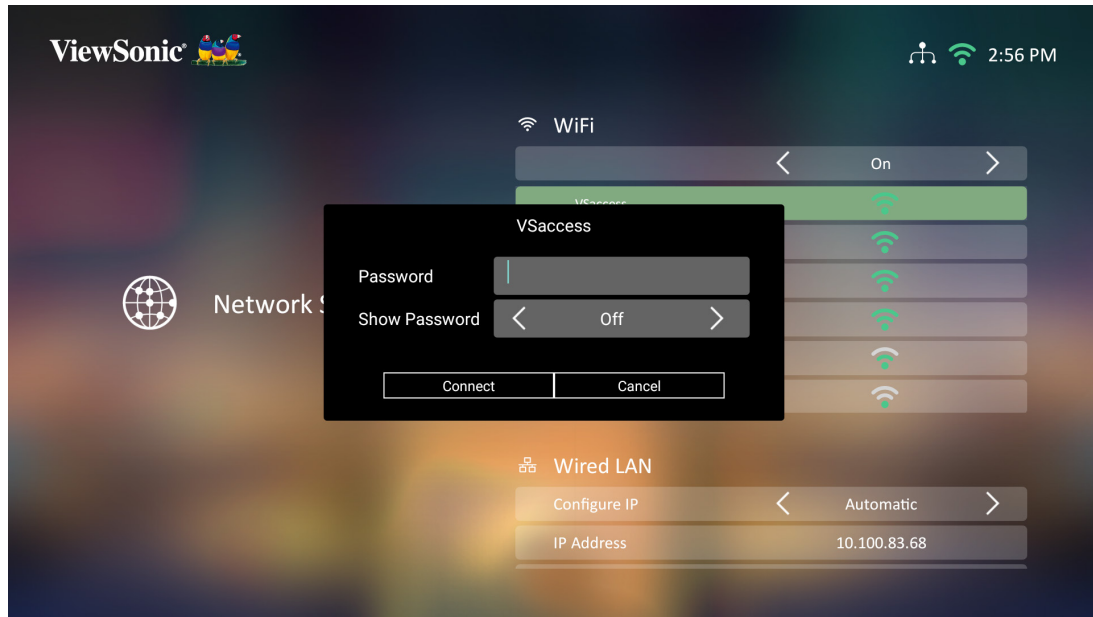 ViewSonic®
2:56 PM
WiFi
On
VSaccess
VSaccess
Password
Network S
Show Password
Off
Connect
Cancel
Wired LAN
Configure IP
Automatic
IP Address
10.100.83.68